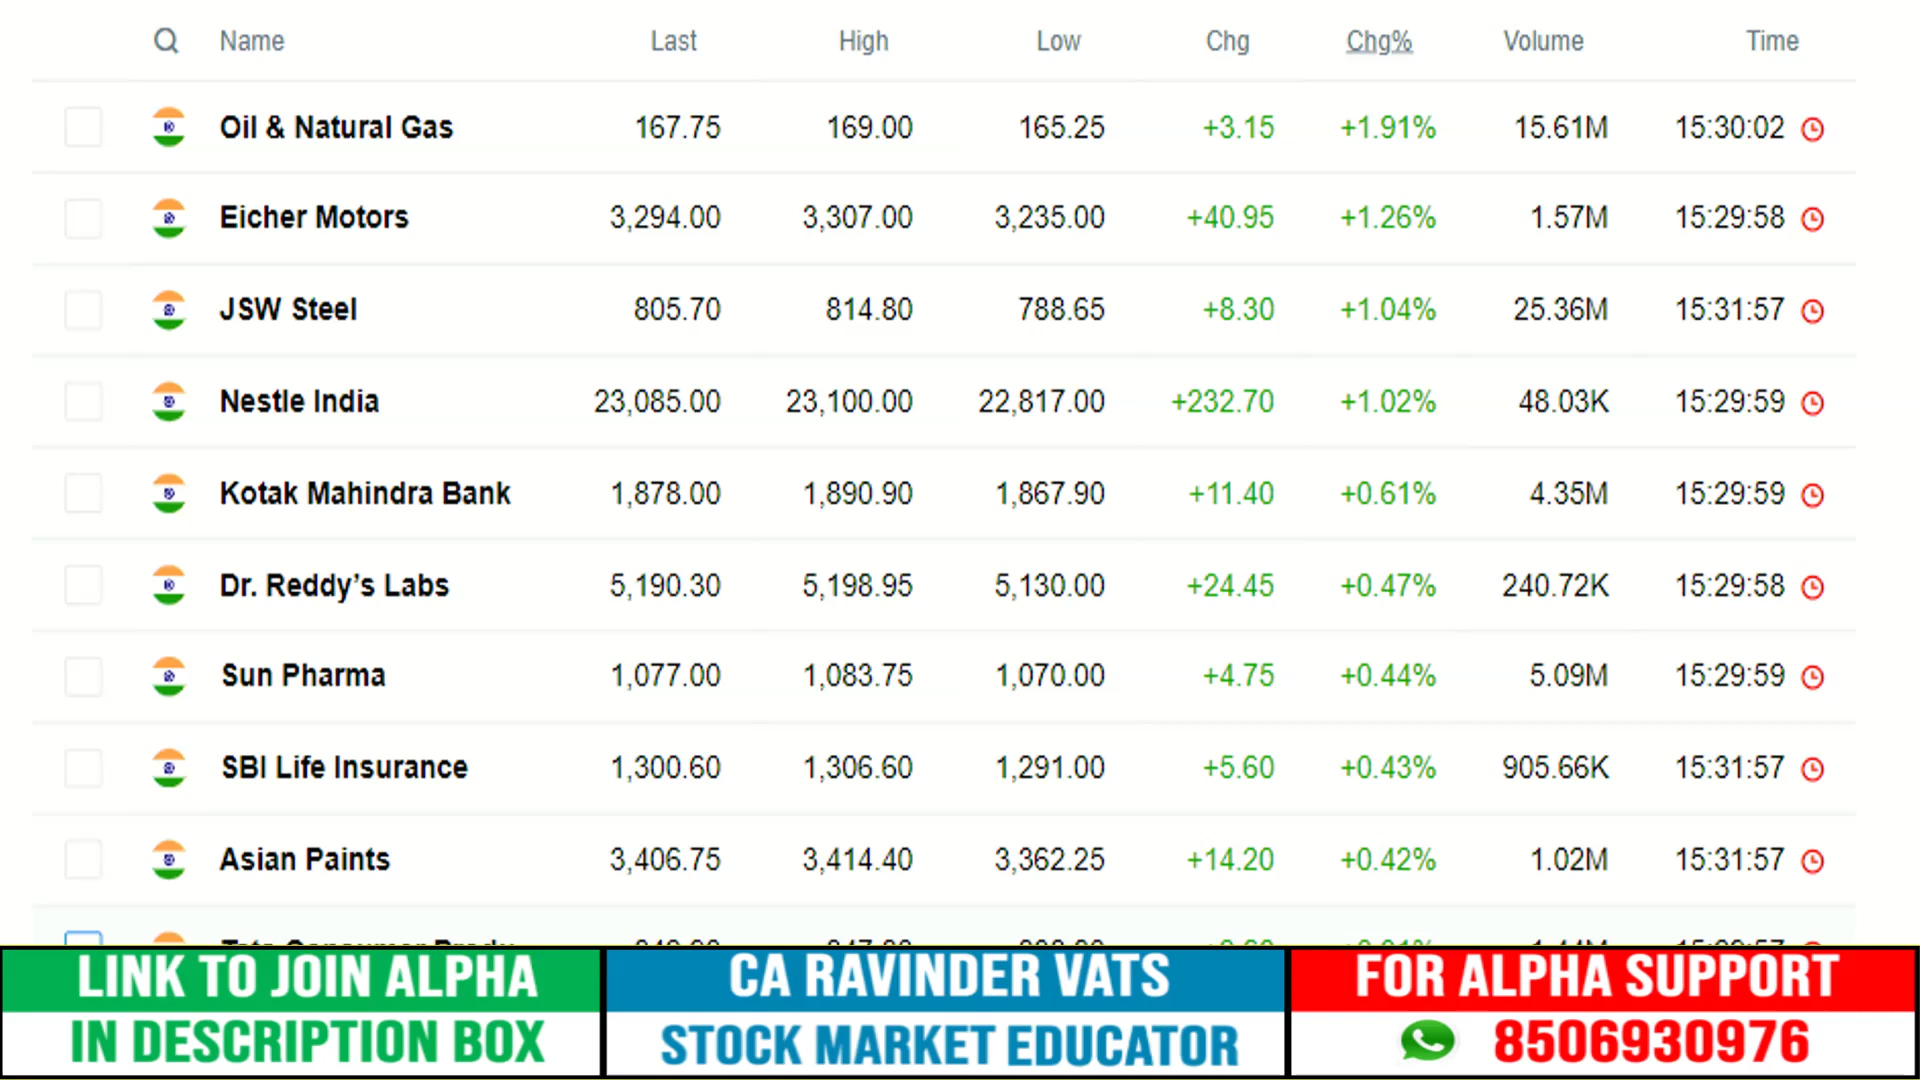 Name Last High Low Chg Chg% Volume Time
Oil & Natural Gas 167.75 169.00 165.25 +3.15 +1.91% 15.61M 15:30:02
Eicher Motors 3,294.00 3,307.00 3,235.00 +40.95 +1.26% 1.57M 15:29:58
JSW Steel 805.70 814.80 788.65 +8.30 +1.04% 25.36M 15:31:57
Nestle India 23,085.00 23,100.00 22,817.00 +232.70 +1.02% 48.03K 15:29:59
Kotak Mahindra Bank 1,878.00 1,890.90 1,867.90 +11.40 +0.61% 4.35M 15:29:59
Dr. Reddy’s Labs 5,190.30 5,198.95 5,130.00 +24.45 +0.47% 240.72K 15:29:58
Sun Pharma 1,077.00 1,083.75 1,070.00 +4.75 +0.44% 5.09M 15:29:59
SBI Life Insurance 1,300.60 1,306.60 1,291.00 +5.60 +0.43% 905.66K 15:31:57
Asian Paints 3,406.75 3,414.40 3,362.25 +14.20 +0.42% 1.02M 15:31:57
LINK TO JOIN ALPHA
IN DESCRIPTION BOX
CA RAVINDER VATS
STOCK MARKET EDUCATOR
FOR ALPHA SUPPORT
8506930976